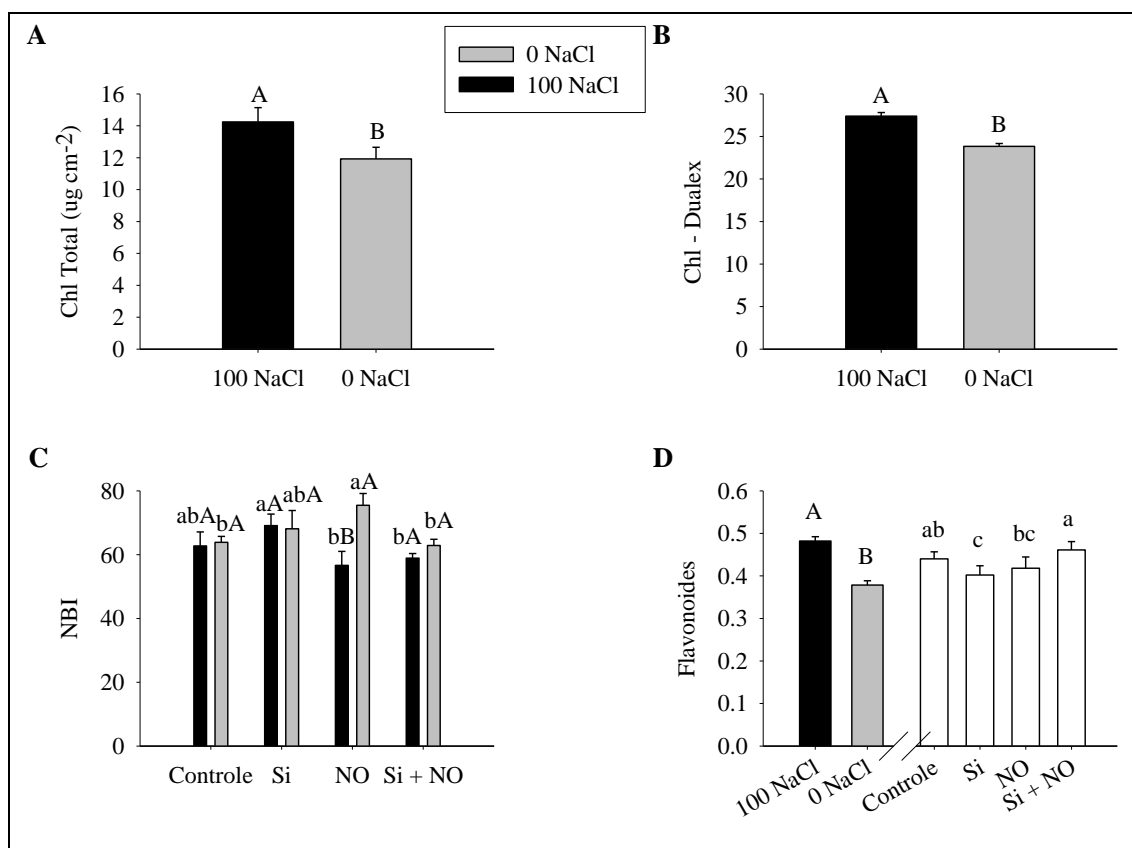 A
B
0 NaCl
100 NaCl
Chl Total (ug cm-2)
16
14
12
10
8
6
4
2
0
A
B
100 NaCl 0 NaCl
Chl - Dualex
30
25
20
15
10
5
0
A
B
100 NaCl 0 NaCl
C
D
NBI
80
60
40
20
0
abA bA aA abA bB aA bA bA
Controle Si NO Si + NO
Flavonoides
0.6
0.5
0.4
0.3
0.2
0.1
0.0
A B ab c bc a
100 NaCl 0 NaCl Controle Si NO Si + NO